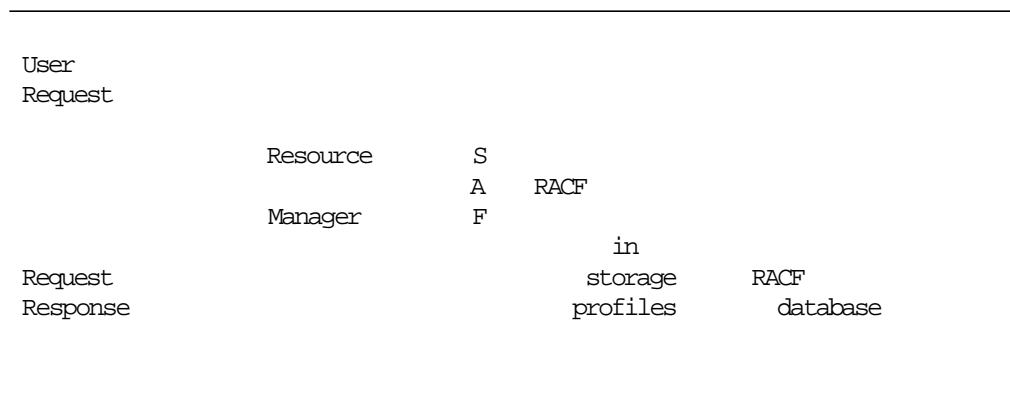 User
Request
Resource S
A RACF
Manager F
in
Request storage RACF
Response profiles database